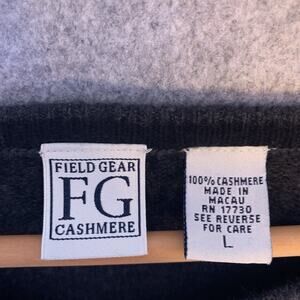 FIELD GEAR
FG
CASHMERE
100% CASHMERE
MADE IN
MACAU
RN 17730
SEE REVERSE
FOR CARE
L